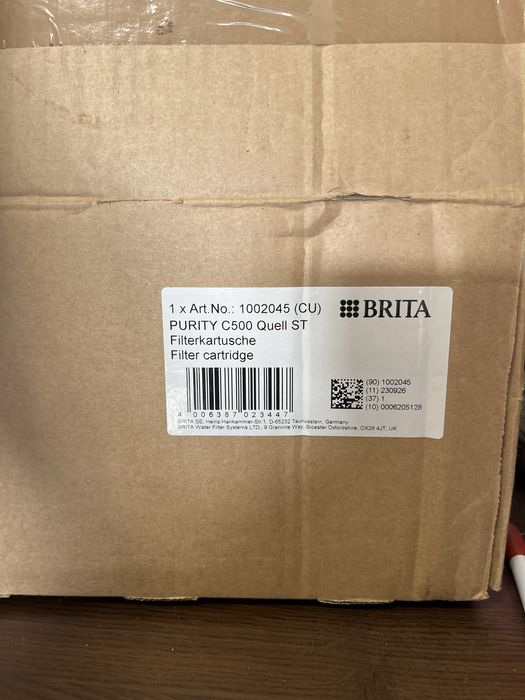 1 x Art.No.: 1002045 (CU)
BRITA
PURITY C500 Quell ST
Filterkartusche
Filter cartridge
(90) 1002045
(11) 230926
(37) 1
(10) 0006205128
4 006387 023447
BRITA SE, Heinz-Hankammer-Str.1, D-65232 Taunusstein, Germany
BRITA Water Filter Systems LTD., 9 Granville Way, Bicester Oxfordshire, OX26 4JT, UK